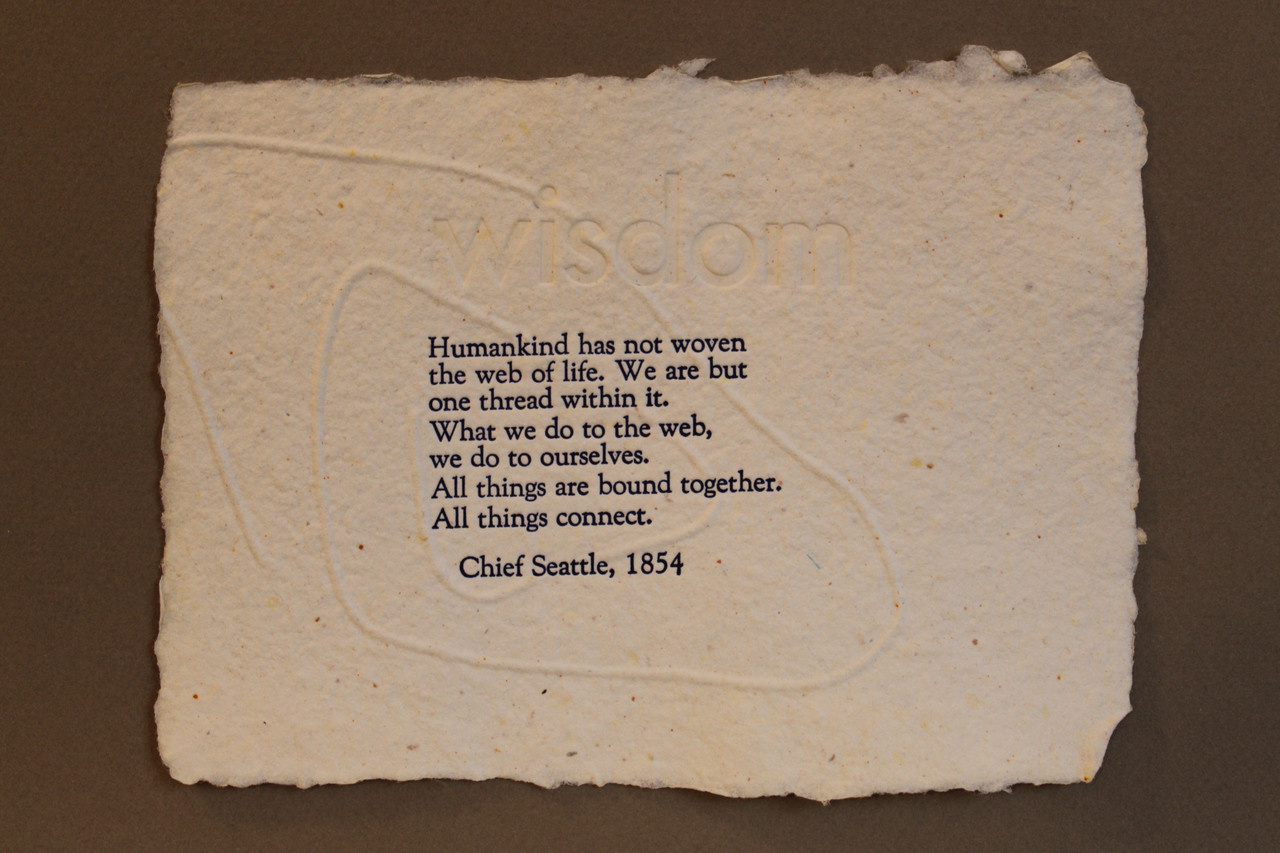 wisdom
Humankind has not woven
the web of life. We are but
one thread within it.
What we do to the web,
we do to ourselves.
All things are bound together.
All things connect.
Chief Seattle, 1854